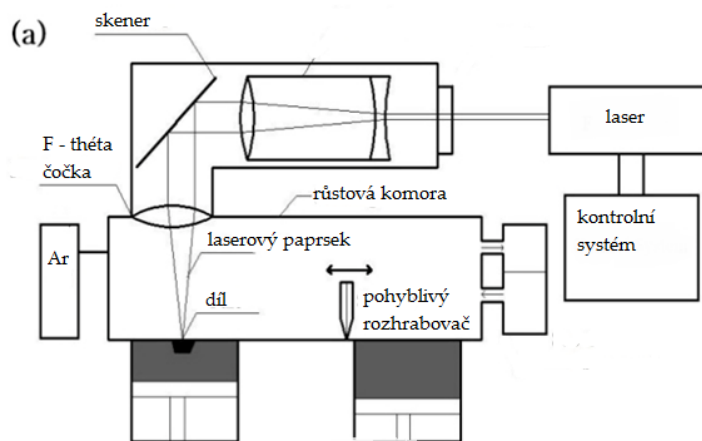 (a)
skener
F - théta
čočka
laser
růstová komora
kontrolní
systém
Ar
laserový paprsek
díl
pohyblivý
rozhrabovač